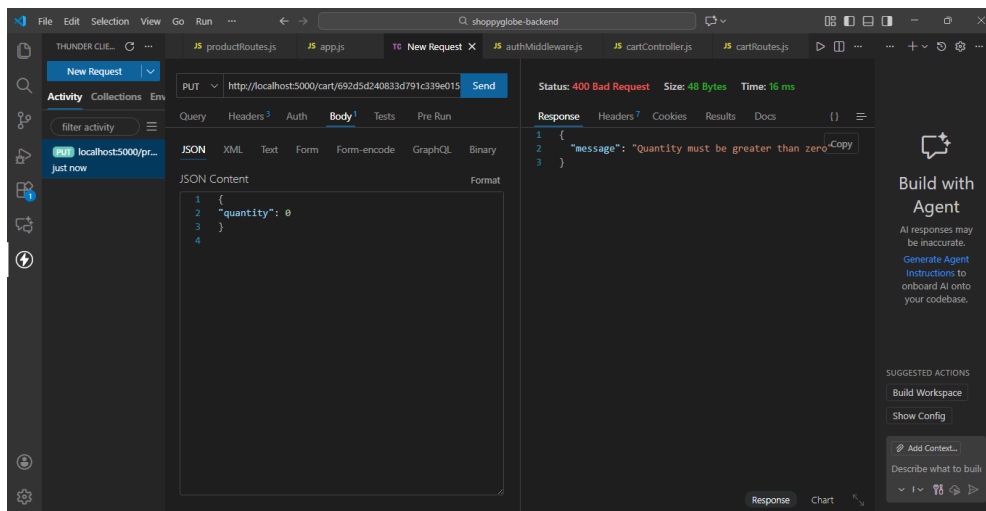 File Edit Selection View Go Run ... shoppyglobe-backend
THUNDER CLIE... ... JS productRoutes.js JS app.js TC New Request JS authMiddleware.js JS cartController.js JS cartRoutes.js ... ...
New Request
Activity Collections Env
filter activity
PUT localhost:5000/pr...
just now
PUT http://localhost:5000/cart/692d5d240833d791c339e015 Send
Query Headers 3 Auth Body 1 Tests Pre Run
JSON XML Text Form Form-encode GraphQL Binary
JSON Content Format
1 {
2 "quantity": 0
3 }
4
Status: 400 Bad Request Size: 48 Bytes Time: 16 ms
Response Headers 7 Cookies Results Docs {}
1 {
2 "message": "Quantity must be greater than zero"
3 }
Copy
Response Chart
Build with
Agent
AI responses may
be inaccurate.
Generate Agent
Instructions to
onboard AI onto
your codebase.
SUGGESTED ACTIONS
Build Workspace
Show Config
Add Context...
Describe what to build
1